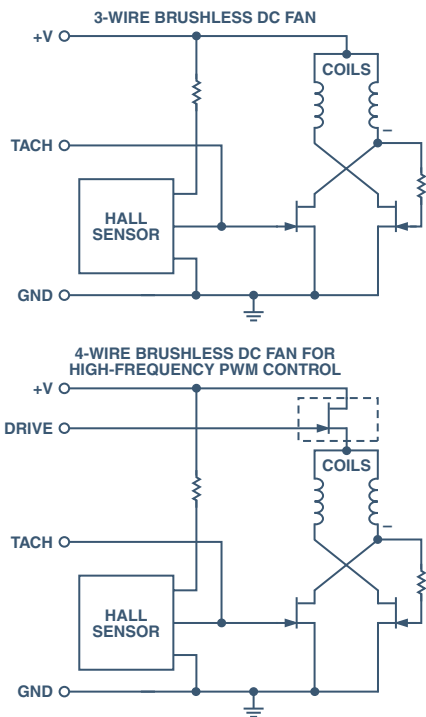 3-WIRE BRUSHLESS DC FAN
+V
COILS
TACH
–
HALL
SENSOR
GND
4-WIRE BRUSHLESS DC FAN FOR
HIGH-FREQUENCY PWM CONTROL
+V
DRIVE
COILS
–
TACH
HALL
SENSOR
GND